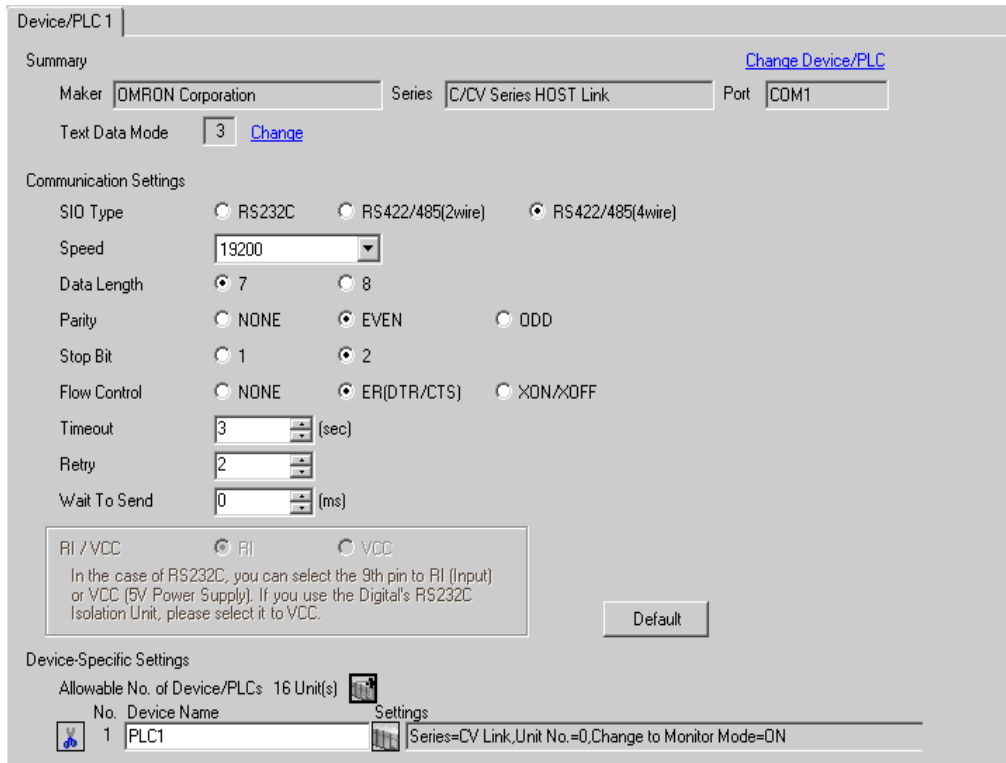 Device/PLC 1
Summary
Change Device/PLC
Maker OMRON Corporation Series C/CV Series HOST Link Port COM1
Text Data Mode 3 Change
Communication Settings
SIO Type RS232C RS422/485(2wire) RS422/485(4wire)
Speed 19200
Data Length 7 8
Parity NONE EVEN ODD
Stop Bit 1 2
Flow Control NONE ER(DTR/CTS) XON/XOFF
Timeout 3 (sec)
Retry 2
Wait To Send 0 (ms)
RI / VCC RI VCC
In the case of RS232C, you can select the 9th pin to RI (Input)
or VCC (5V Power Supply). If you use the Digital's RS232C
Isolation Unit, please select it to VCC.
Default
Device-Specific Settings
Allowable No. of Device/PLCs 16 Unit(s)
No. Device Name Settings
1 PLC1 Series=CV Link,Unit No.=0,Change to Monitor Mode=ON